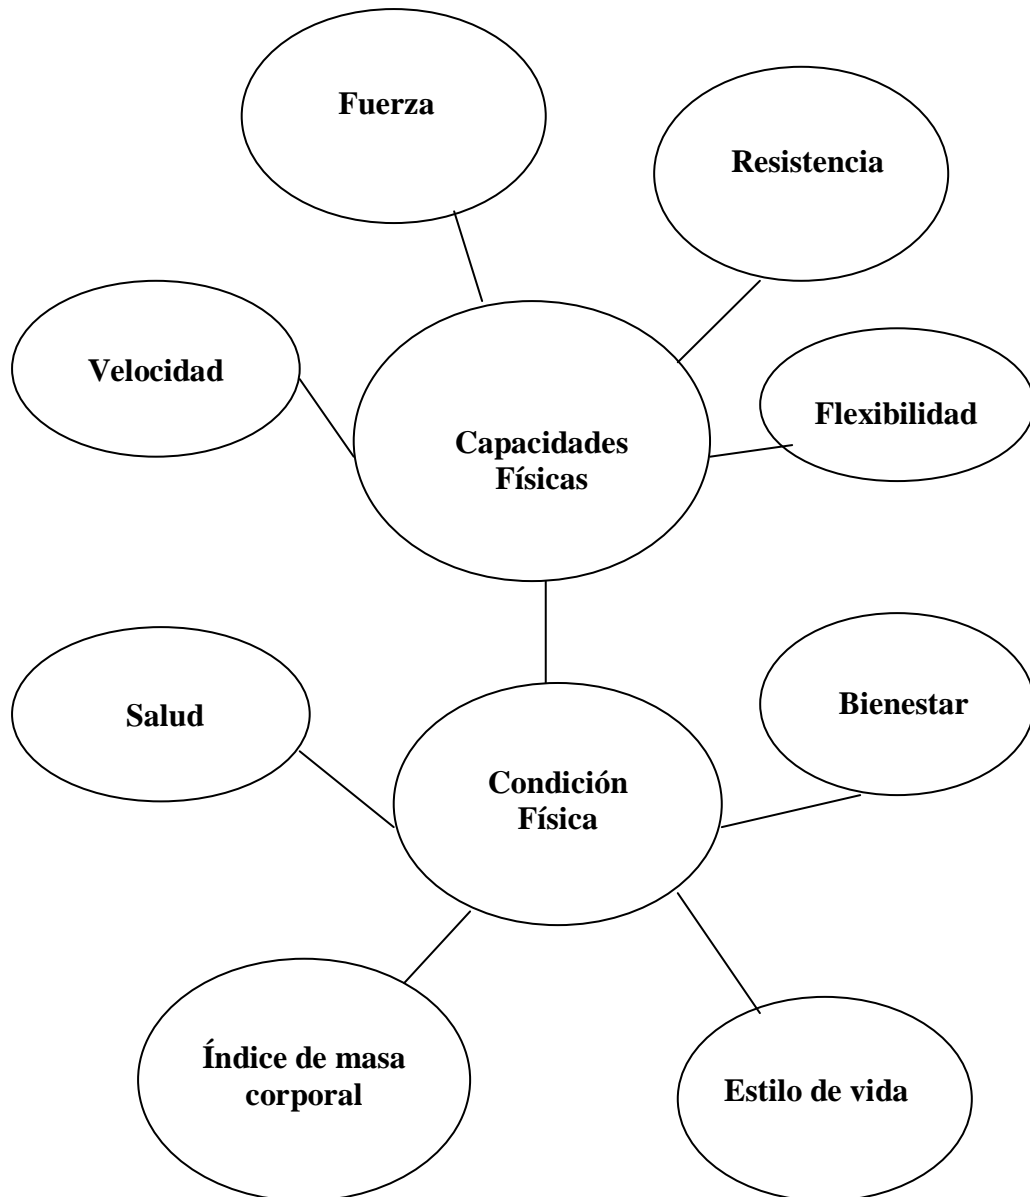 Fuerza
Resistencia
Velocidad
Flexibilidad
Capacidades
Físicas
Salud
Bienestar
Condición
Física
Índice de masa
corporal
Estilo de vida